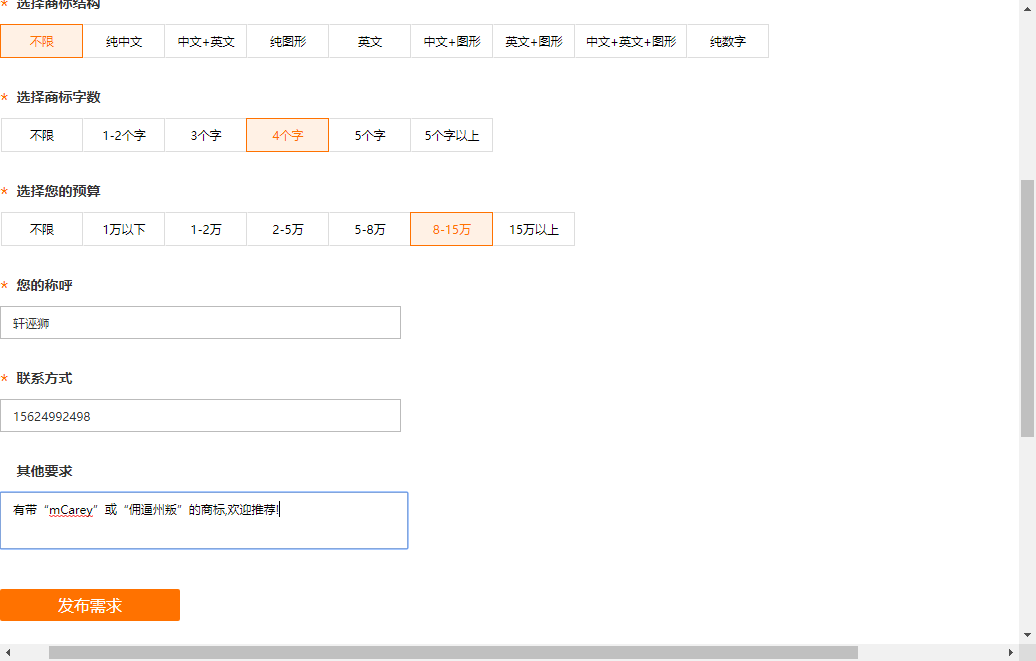 * 选择商标结构
不限 纯中文 中文+英文 纯图形 英文 中文+图形 英文+图形 中文+英文+图形 纯数字
* 选择商标字数
不限 1-2个字 3个字 4个字 5个字 5个字以上
* 选择您的预算
不限 1万以下 1-2万 2-5万 5-8万 8-15万 15万以上
* 您的称呼
轩诬狮
* 联系方式
15624992498
其他要求
有带“mCarey”或“佣逼州叛”的商标,欢迎推荐!
发布需求